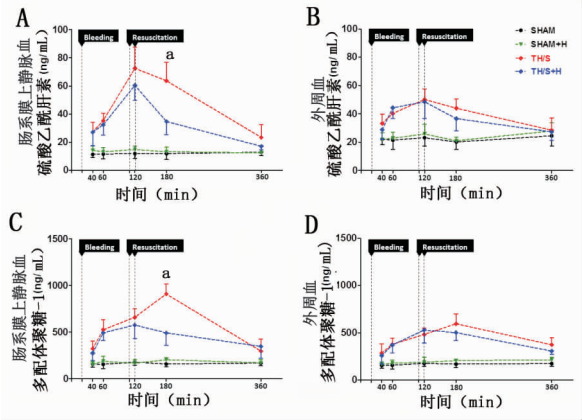 A
Bleeding
Resuscitation
肠系膜上静脉血
硫酸乙酰肝素(ng/mL)
100
80
60
40
20
0
a
40 60 120 180 360
时间（min）
B
Bleeding
Resuscitation
外周血
硫酸乙酰肝素(ng/mL)
100
80
60
40
20
0
40 60 120 180 360
时间（min）
SHAM
SHAM+H
TH/S
TH/S+H
C
Bleeding
Resuscitation
肠系膜上静脉血
多配体聚糖-1(ng/mL)
1500
1000
500
0
a
40 60 120 180 360
时间（min）
D
Bleeding
Resuscitation
外周血
多配体聚糖-1(ng/mL)
1500
1000
500
0
40 60 120 180 360
时间（min）